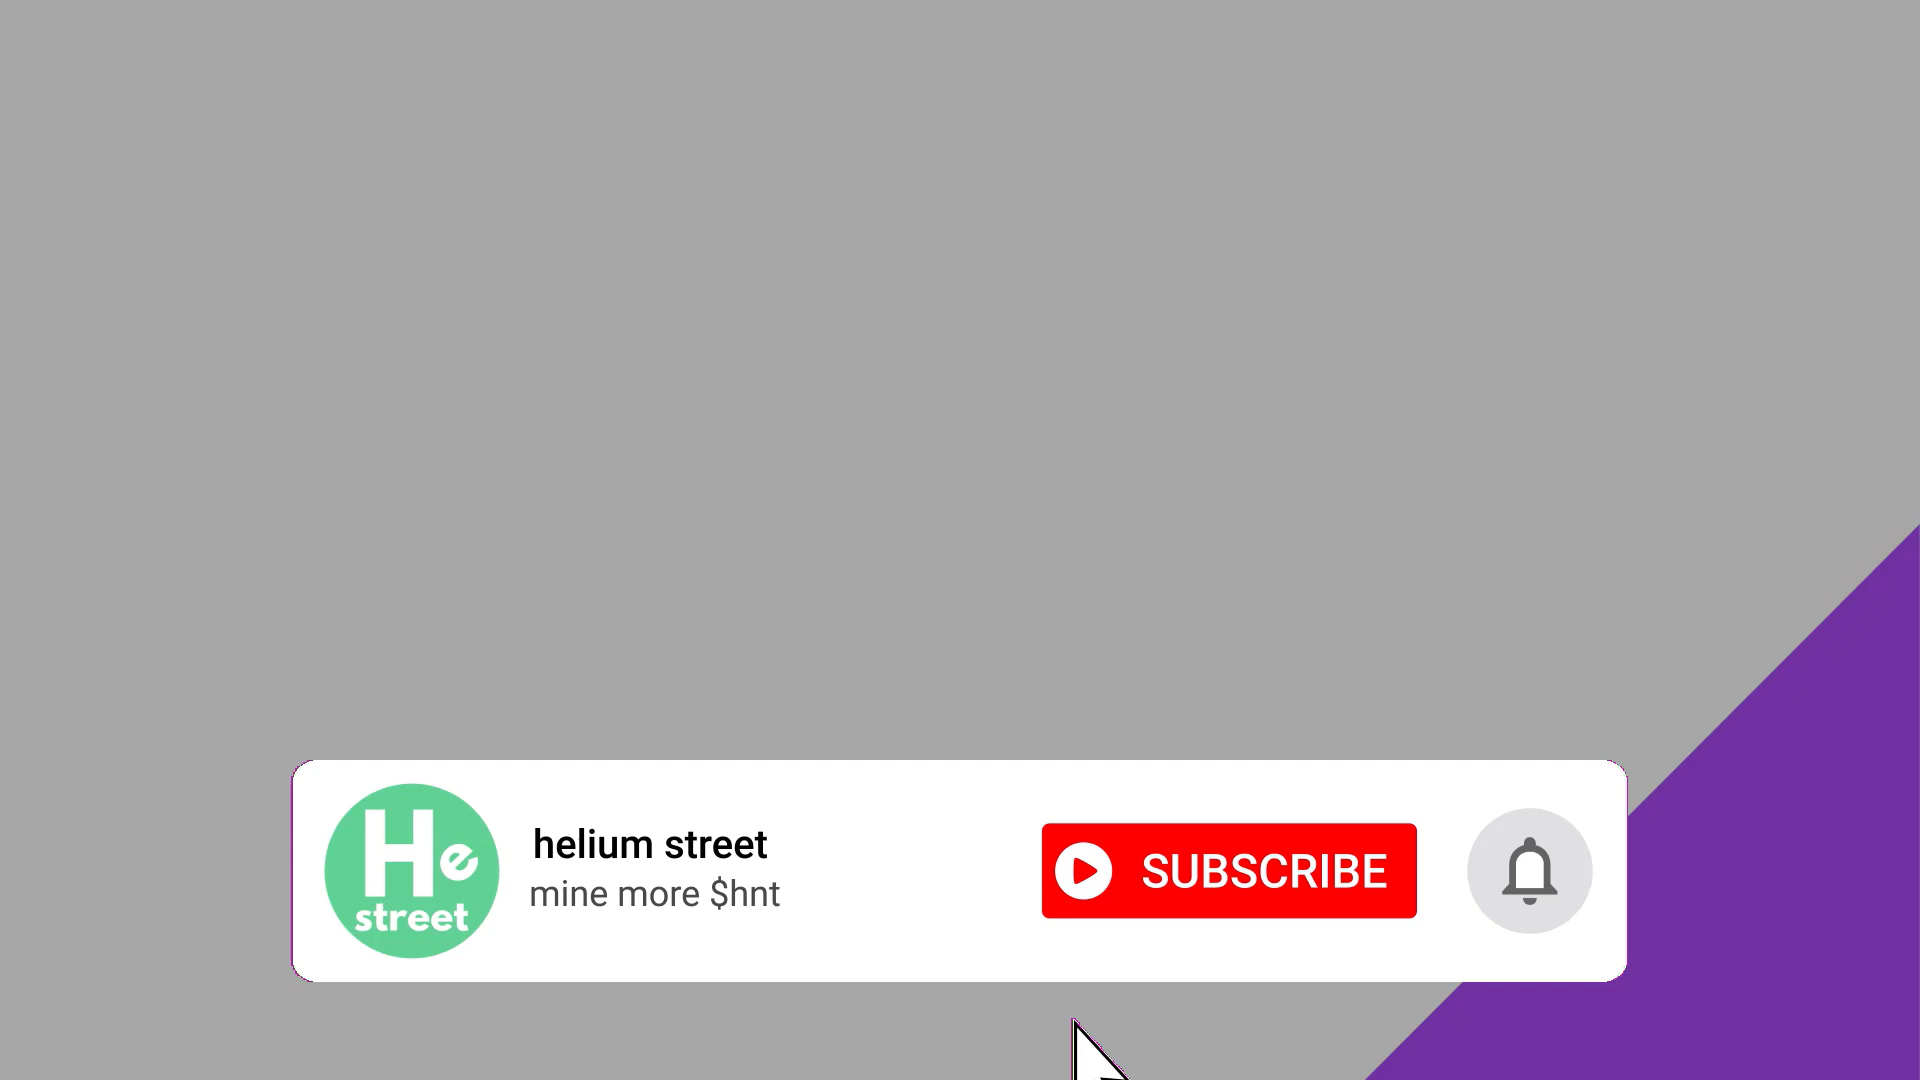 He
street
helium street
mine more $hnt
SUBSCRIBE